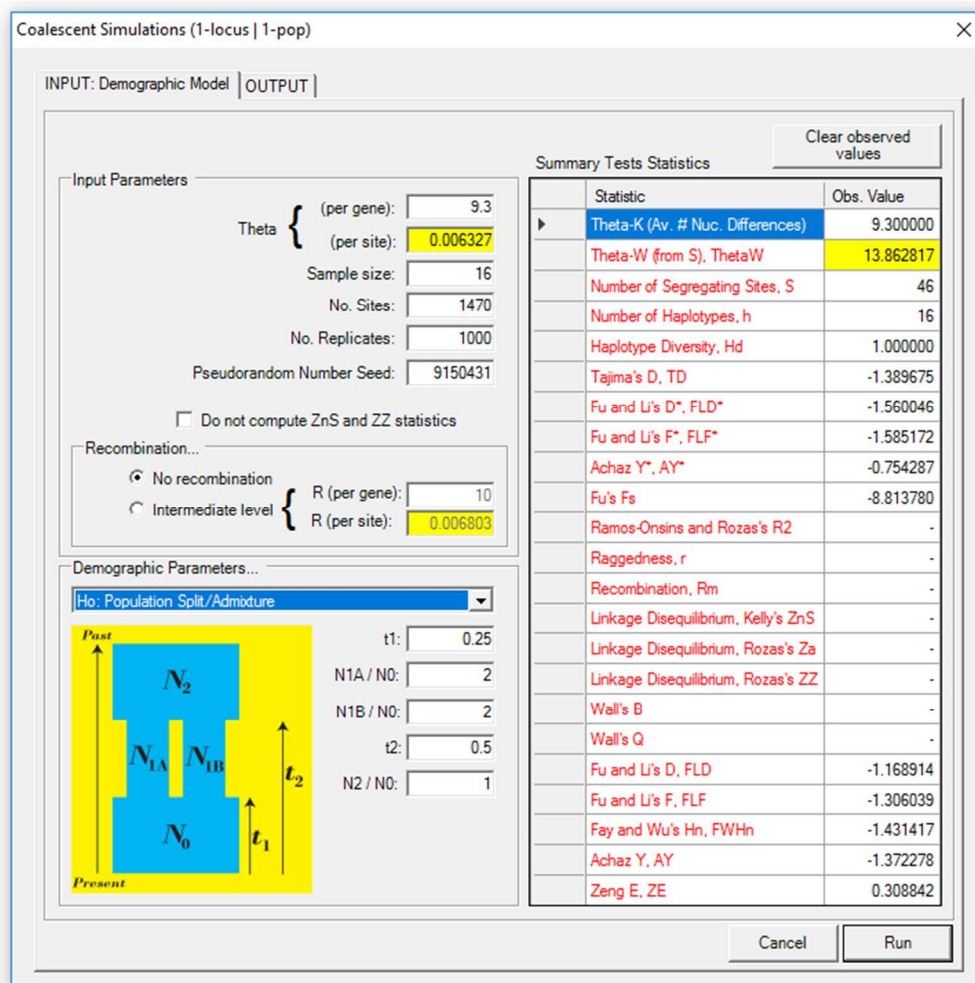 Coalescent Simulations (1-locus | 1-pop)
INPUT: Demographic Model
OUTPUT
Clear observed
values
Input Parameters
Theta { (per gene): 9.3
(per site): 0.006327
Sample size: 16
No. Sites: 1470
No. Replicates: 1000
Pseudorandom Number Seed: 9150431
Do not compute ZnS and ZZ statistics
Recombination...
No recombination
Intermediate level { R (per gene): 10
R (per site): 0.006803
Demographic Parameters...
Ho: Population Split/Admixture
Past
N2
N1A N1B
t2
N0
t1
Present
t1: 0.25
N1A / N0: 2
N1B / N0: 2
t2: 0.5
N2 / N0: 1
Summary Tests Statistics
Statistic Obs. Value
Theta-K (Av. # Nuc. Differences) 9.300000
Theta-W (from S), ThetaW 13.862817
Number of Segregating Sites, S 46
Number of Haplotypes, h 16
Haplotype Diversity, Hd 1.000000
Tajima's D, TD -1.389675
Fu and Li's D*, FLD* -1.560046
Fu and Li's F*, FLF* -1.585172
Achaz Y*, AY* -0.754287
Fu's Fs -8.813780
Ramos-Onsins and Rozas's R2 -
Raggedness, r -
Recombination, Rm -
Linkage Disequilibrium, Kelly's ZnS -
Linkage Disequilibrium, Rozas's Za -
Linkage Disequilibrium, Rozas's ZZ -
Wall's B -
Wall's Q -
Fu and Li's D, FLD -1.168914
Fu and Li's F, FLF -1.306039
Fay and Wu's Hn, FWHn -1.431417
Achaz Y, AY -1.372278
Zeng E, ZE 0.308842
Cancel
Run